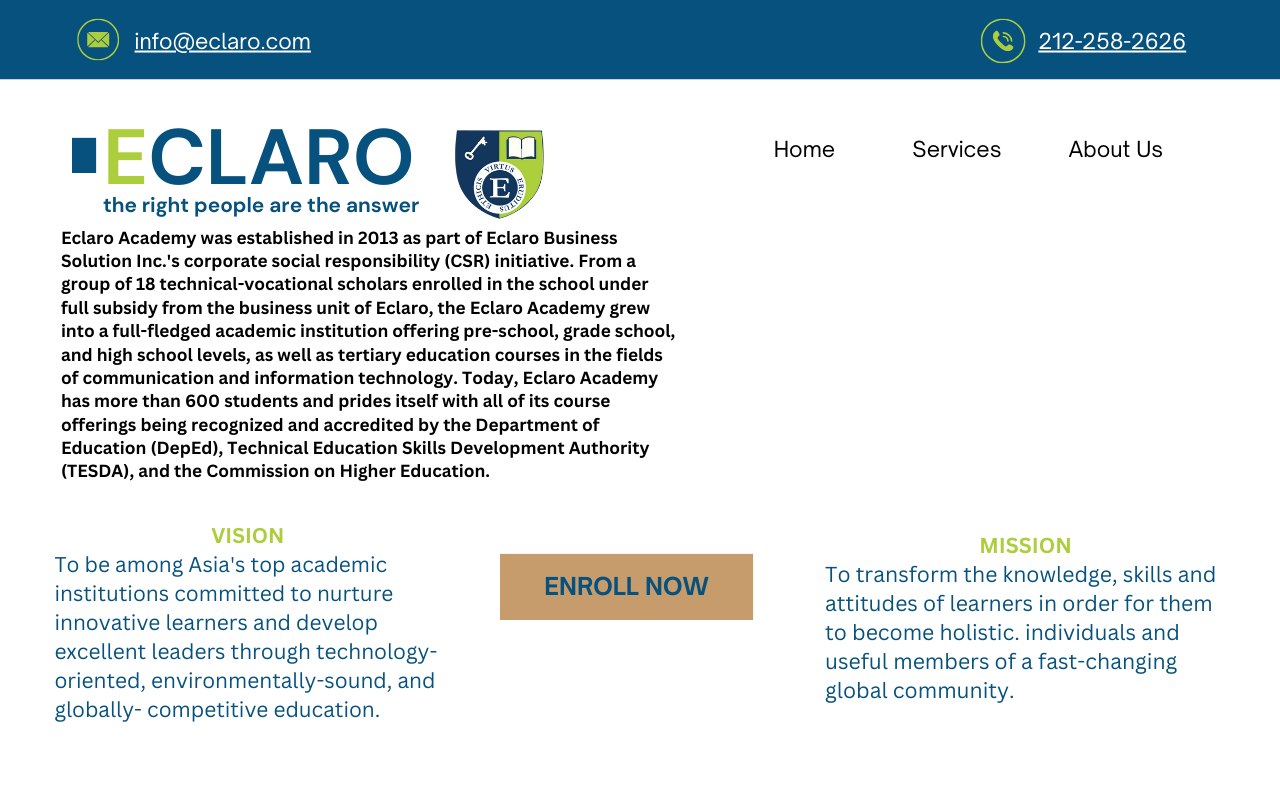 info@eclaro.com
212-258-2626
ECLARO
the right people are the answer
VIRTUS ERUDITUS ETHICIS
E
Home
Services
About Us
Eclaro Academy was established in 2013 as part of Eclaro Business
Solution Inc.'s corporate social responsibility (CSR) initiative. From a
group of 18 technical-vocational scholars enrolled in the school under
full subsidy from the business unit of Eclaro, the Eclaro Academy grew
into a full-fledged academic institution offering pre-school, grade school,
and high school levels, as well as tertiary education courses in the fields
of communication and information technology. Today, Eclaro Academy
has more than 600 students and prides itself with all of its course
offerings being recognized and accredited by the Department of
Education (DepEd), Technical Education Skills Development Authority
(TESDA), and the Commission on Higher Education.
VISION
To be among Asia's top academic
institutions committed to nurture
innovative learners and develop
excellent leaders through technology-
oriented, environmentally-sound, and
globally- competitive education.
ENROLL NOW
MISSION
To transform the knowledge, skills and
attitudes of learners in order for them
to become holistic. individuals and
useful members of a fast-changing
global community.